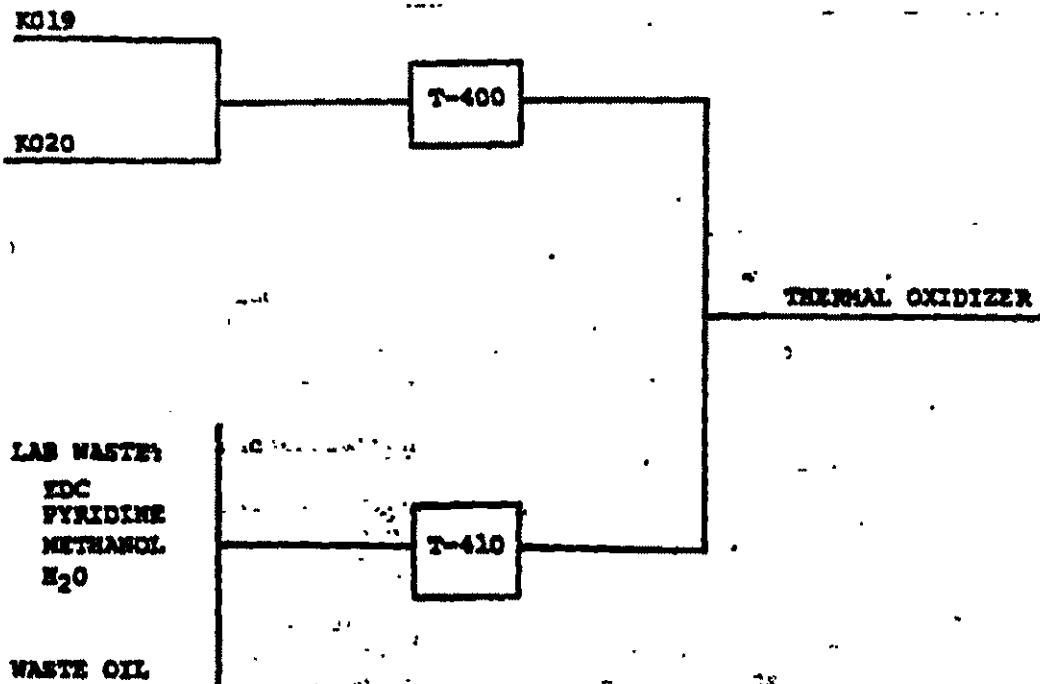 K019
T-400
K020
THERMAL OXIDIZER
LAB WASTE:
EDC
PYRIDINE
METHANOL
H₂O
T-410
WASTE OIL